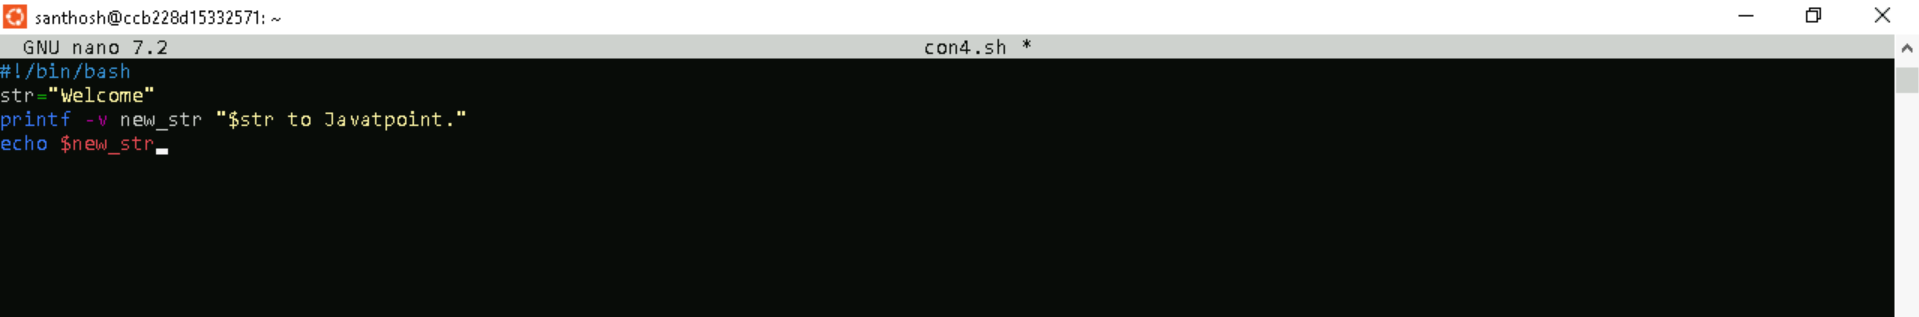 santhosh@ccb228d15332571: ~
GNU nano 7.2 con4.sh *
#!/bin/bash
str="Welcome"
printf -v new_str "$str to Javatpoint."
echo $new_str